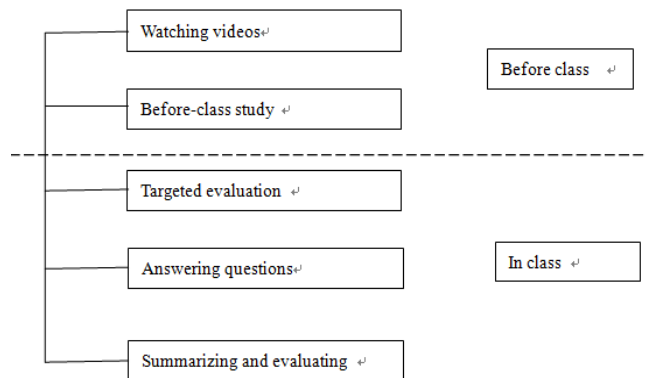 Watching videos↵
Before class ↵
Before-class study ↵
Targeted evaluation ↵
Answering questions↵
In class ↵
Summarizing and evaluating ↵